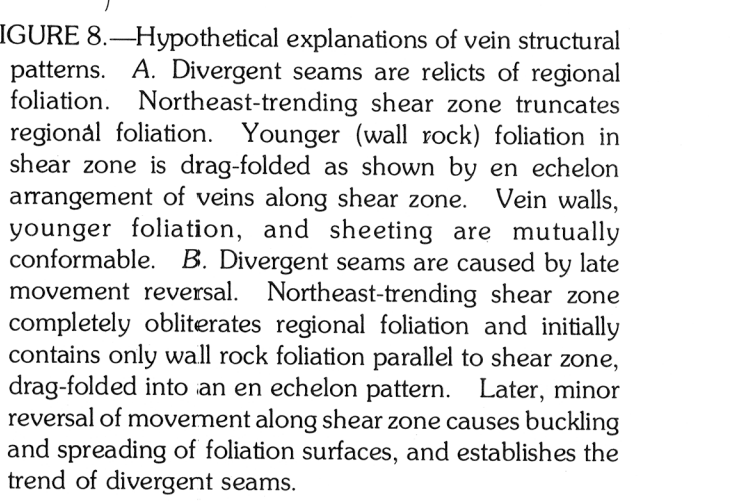 IGURE 8.—Hypothetical explanations of vein structural
patterns. A. Divergent seams are relicts of regional
foliation. Northeast-trending shear zone truncates
regional foliation. Younger (wall rock) foliation in
shear zone is drag-folded as shown by en echelon
arrangement of veins along shear zone. Vein walls,
younger foliation, and sheeting are mutually
conformable. B. Divergent seams are caused by late
movement reversal. Northeast-trending shear zone
completely obliterates regional foliation and initially
contains only wall rock foliation parallel to shear zone,
drag-folded into an en echelon pattern. Later, minor
reversal of movement along shear zone causes buckling
and spreading of foliation surfaces, and establishes the
trend of divergent seams.